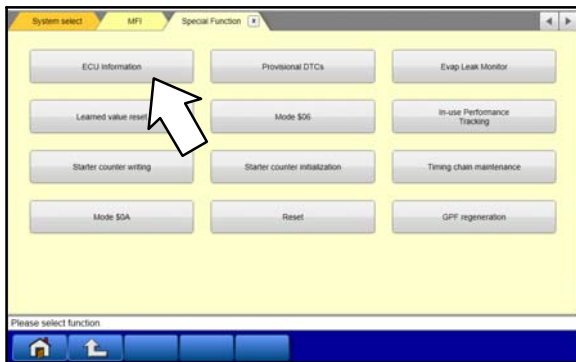 System select
MFI
Special Function
ECU Information
Provisional DTCs
Evap Leak Monitor
Learned value reset
Mode $06
In-use Performance
Tracking
Starter counter writing
Starter counter initialization
Timing chain maintenance
Mode $0A
Reset
GPF regeneration
Please select function